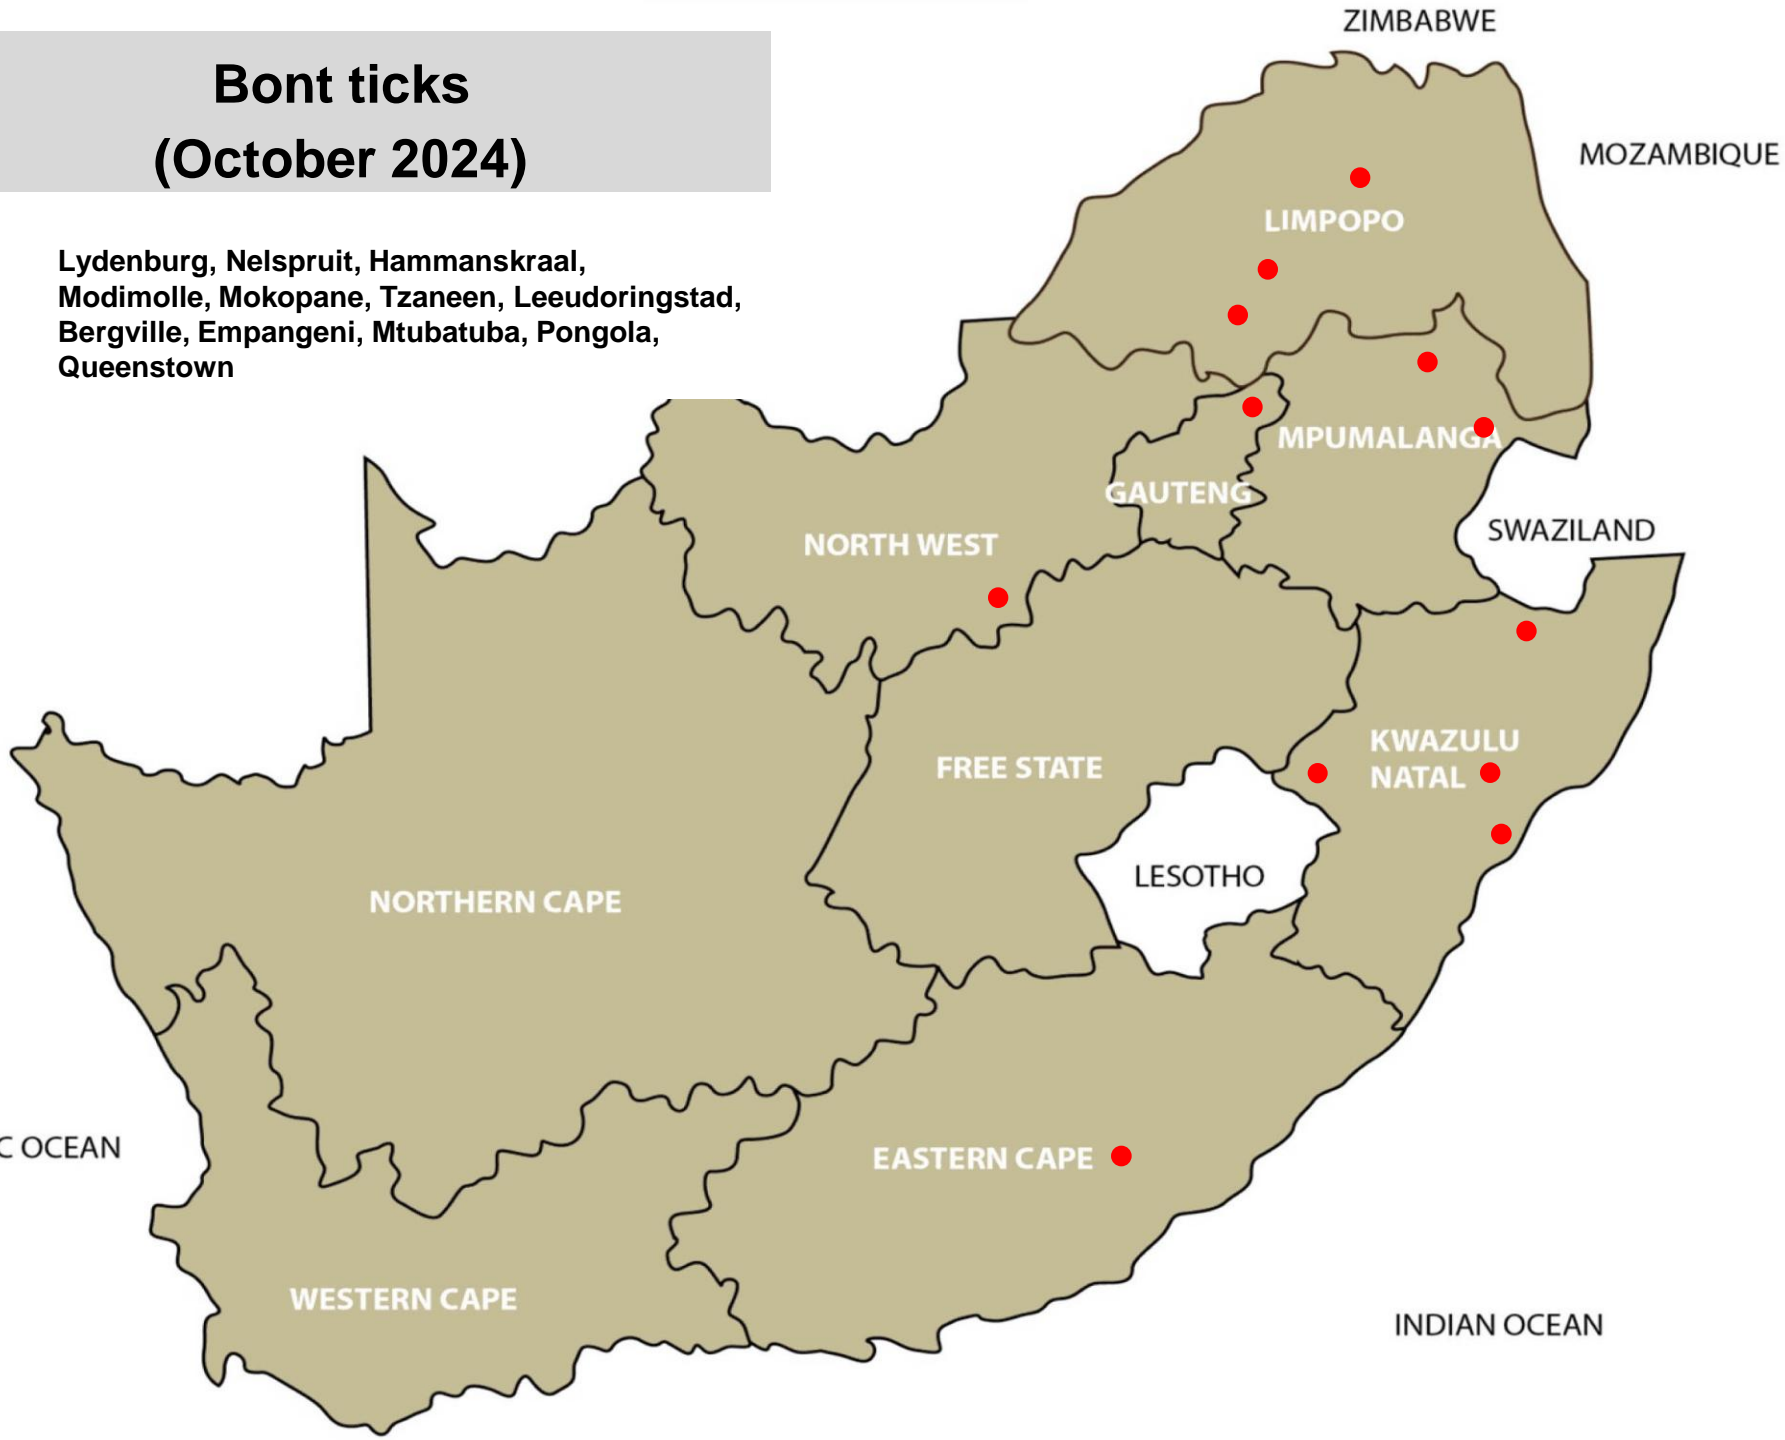 Bont ticks
(October 2024)
Lydenburg, Nelspruit, Hammanskraal,
Modimolle, Mokopane, Tzaneen, Leeudoringstad,
Bergville, Empangeni, Mtubatuba, Pongola,
Queenstown
ZIMBABWE
MOZAMBIQUE
LIMPOPO
MPUMALANGA
GAUTENG
SWAZILAND
NORTH WEST
KWAZULU
NATAL
FREE STATE
LESOTHO
NORTHERN CAPE
C OCEAN
EASTERN CAPE
WESTERN CAPE
INDIAN OCEAN